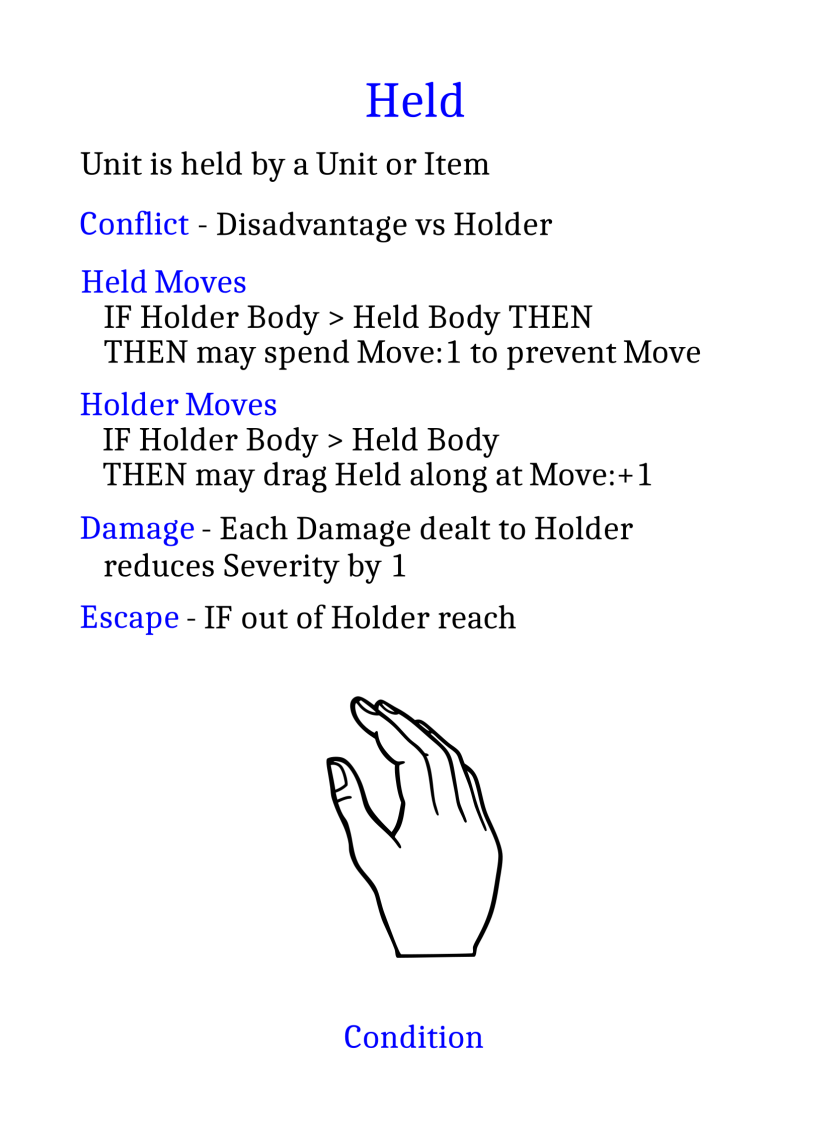 Held
Unit is held by a Unit or Item
Conflict - Disadvantage vs Holder
Held Moves
IF Holder Body > Held Body THEN
THEN may spend Move:1 to prevent Move
Holder Moves
IF Holder Body > Held Body
THEN may drag Held along at Move:+1
Damage - Each Damage dealt to Holder
reduces Severity by 1
Escape - IF out of Holder reach
Condition